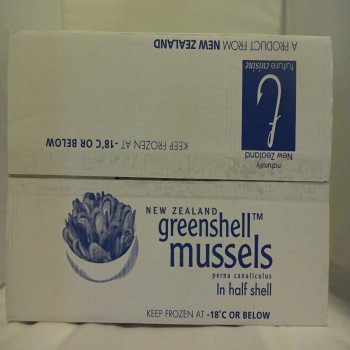 A PRODUCT FROM NEW ZEALAND
future cuisine
naturally
New Zealand
KEEP FROZEN AT -18°C OR BELOW
NEW ZEALAND
greenshell™
mussels
perna canaliculus
In half shell
KEEP FROZEN AT -18°C OR BELOW